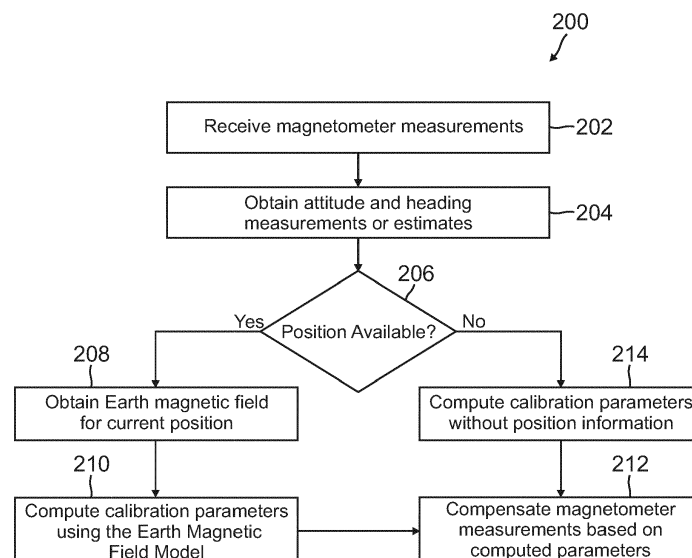 200
Receive magnetometer measurements
202
Obtain attitude and heading
measurements or estimates
204
206
Yes
Position Available?
No
208
Obtain Earth magnetic field
for current position
214
Compute calibration parameters
without position information
210
Compute calibration parameters
using the Earth Magnetic
Field Model
212
Compensate magnetometer
measurements based on
computed parameters